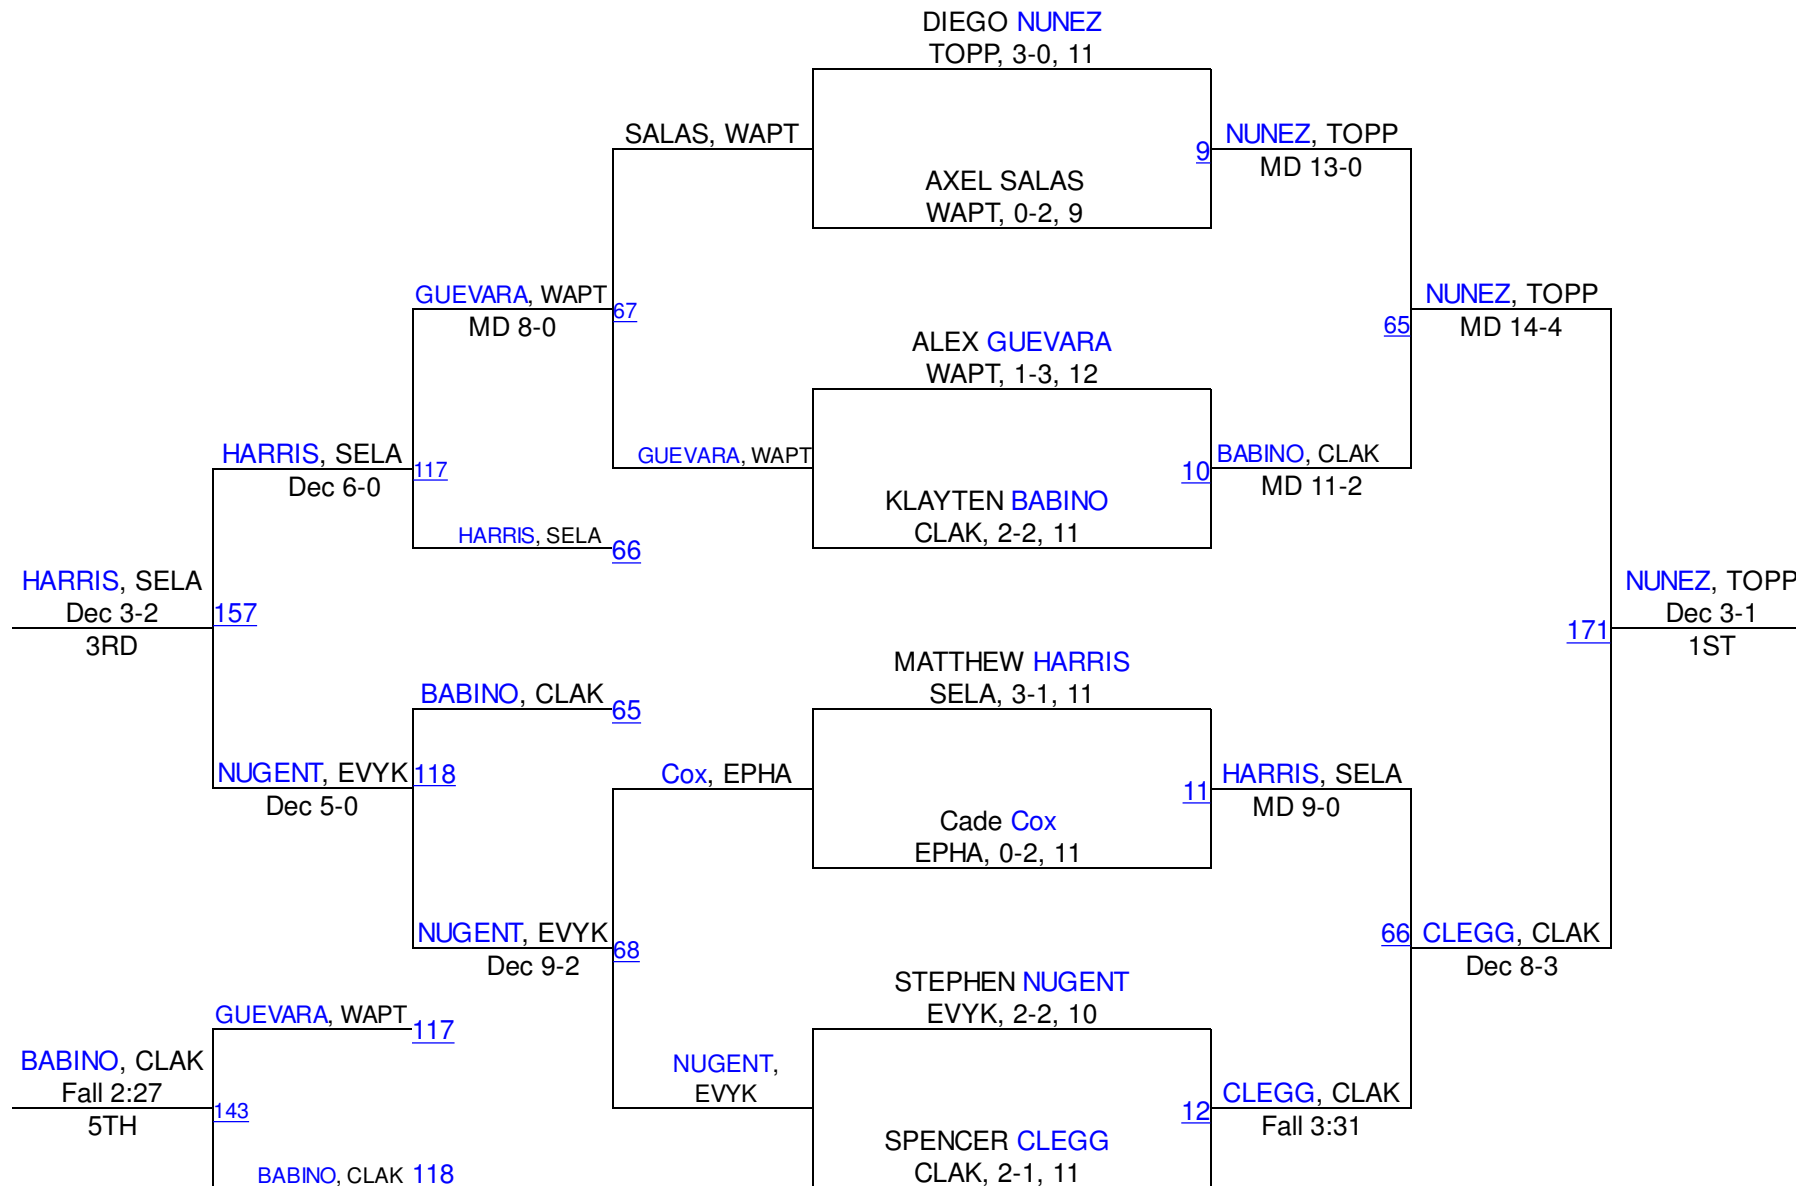 DIEGO NUNEZ
TOPP, 3-0, 11
SALAS, WAPT
9
NUNEZ, TOPP
MD 13-0
AXEL SALAS
WAPT, 0-2, 9
GUEVARA, WAPT
MD 8-0
67
NUNEZ, TOPP
MD 14-4
65
ALEX GUEVARA
WAPT, 1-3, 12
HARRIS, SELA
Dec 6-0
117
GUEVARA, WAPT
10
BABINO, CLAK
MD 11-2
KLAYTEN BABINO
CLAK, 2-2, 11
HARRIS, SELA
66
HARRIS, SELA
Dec 3-2
3RD
157
NUNEZ, TOPP
Dec 3-1
1ST
171
MATTHEW HARRIS
SELA, 3-1, 11
BABINO, CLAK
65
NUGENT, EVYK
Dec 5-0
118
Cox, EPHA
11
HARRIS, SELA
MD 9-0
Cade Cox
EPHA, 0-2, 11
NUGENT, EVYK
Dec 9-2
68
66
CLEGG, CLAK
Dec 8-3
STEPHEN NUGENT
EVYK, 2-2, 10
GUEVARA, WAPT
117
BABINO, CLAK
Fall 2:27
5TH
143
NUGENT,
EVYK
12
CLEGG, CLAK
Fall 3:31
SPENCER CLEGG
CLAK, 2-1, 11
BABINO, CLAK 118